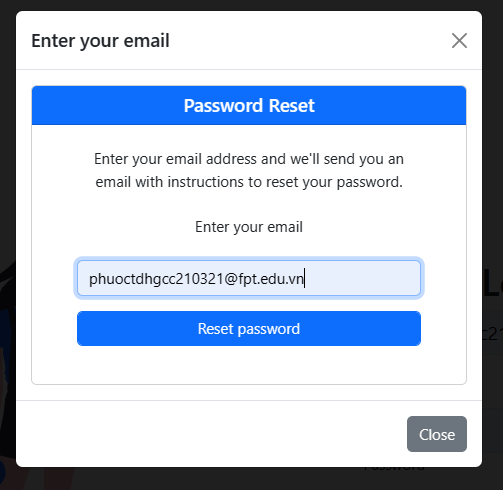 Enter your email
Password Reset
Enter your email address and we'll send you an
email with instructions to reset your password.
Enter your email
phuoctdhgcc210321@fpt.edu.vn
Reset password
Close
Password